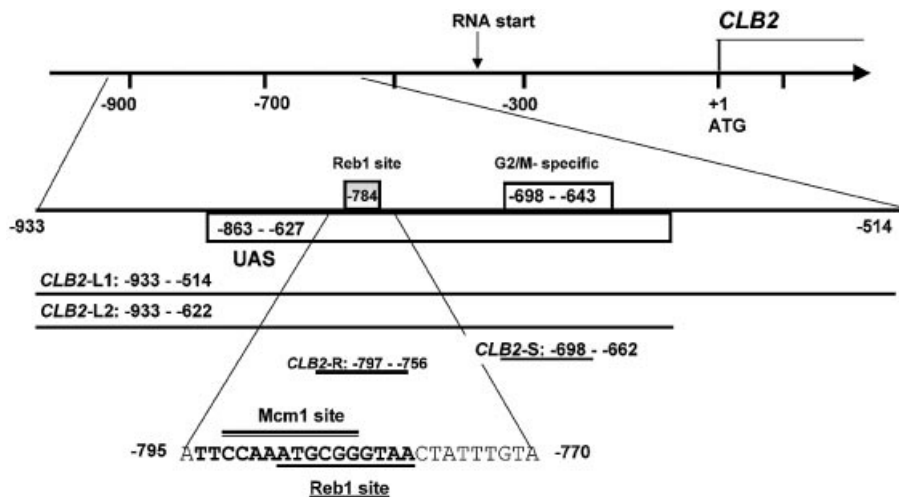 CLB2
RNA start
-900
-700
-300
+1
ATG
Reb1 site
G2/M- specific
-784
-698 - -643
-933
-863 - -627
-514
UAS
CLB2-L1: -933 - -514
CLB2-L2: -933 - -622
CLB2-R: -797 - -756
CLB2-S: -698 - -662
Mcm1 site
-795 ATTCCAAATGCGGGTAACTATTTGTA -770
Reb1 site